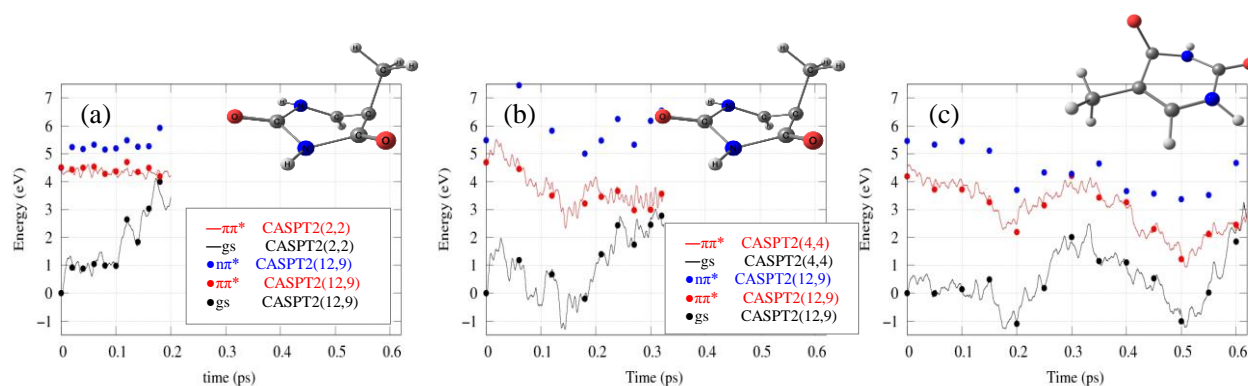 (a)
7
6
5
4
3
2
1
0
−1
Energy (eV)
0 0.1 0.2 0.3 0.4 0.5 0.6
time (ps)
ππ* CASPT2(2,2)
gs CASPT2(2,2)
nπ* CASPT2(12,9)
ππ* CASPT2(12,9)
gs CASPT2(12,9)
(b)
7
6
5
4
3
2
1
0
−1
Energy (eV)
0 0.1 0.2 0.3 0.4 0.5 0.6
Time (ps)
ππ* CASPT2(4,4)
gs CASPT2(4,4)
nπ* CASPT2(12,9)
ππ* CASPT2(12,9)
gs CASPT2(12,9)
(c)
7
6
5
4
3
2
1
0
−1
Energy (eV)
0 0.1 0.2 0.3 0.4 0.5 0.6
Time (ps)